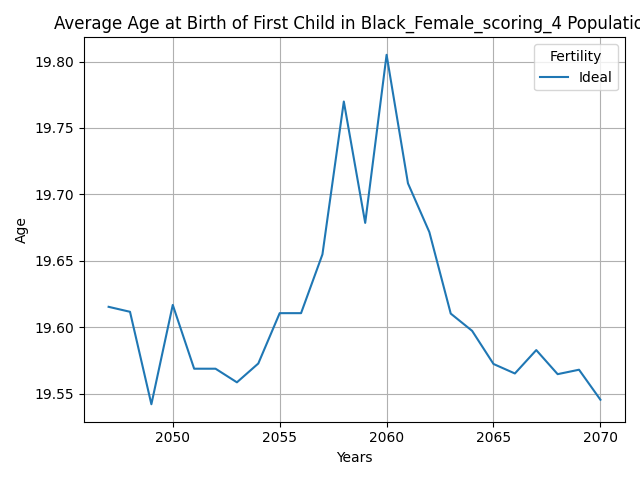 Average Age at Birth of First Child in Black_Female_scoring_4 Populatio
Fertility
Ideal
19.80
19.75
19.70
19.65
19.60
19.55
Age
2050 2055 2060 2065 2070
Years